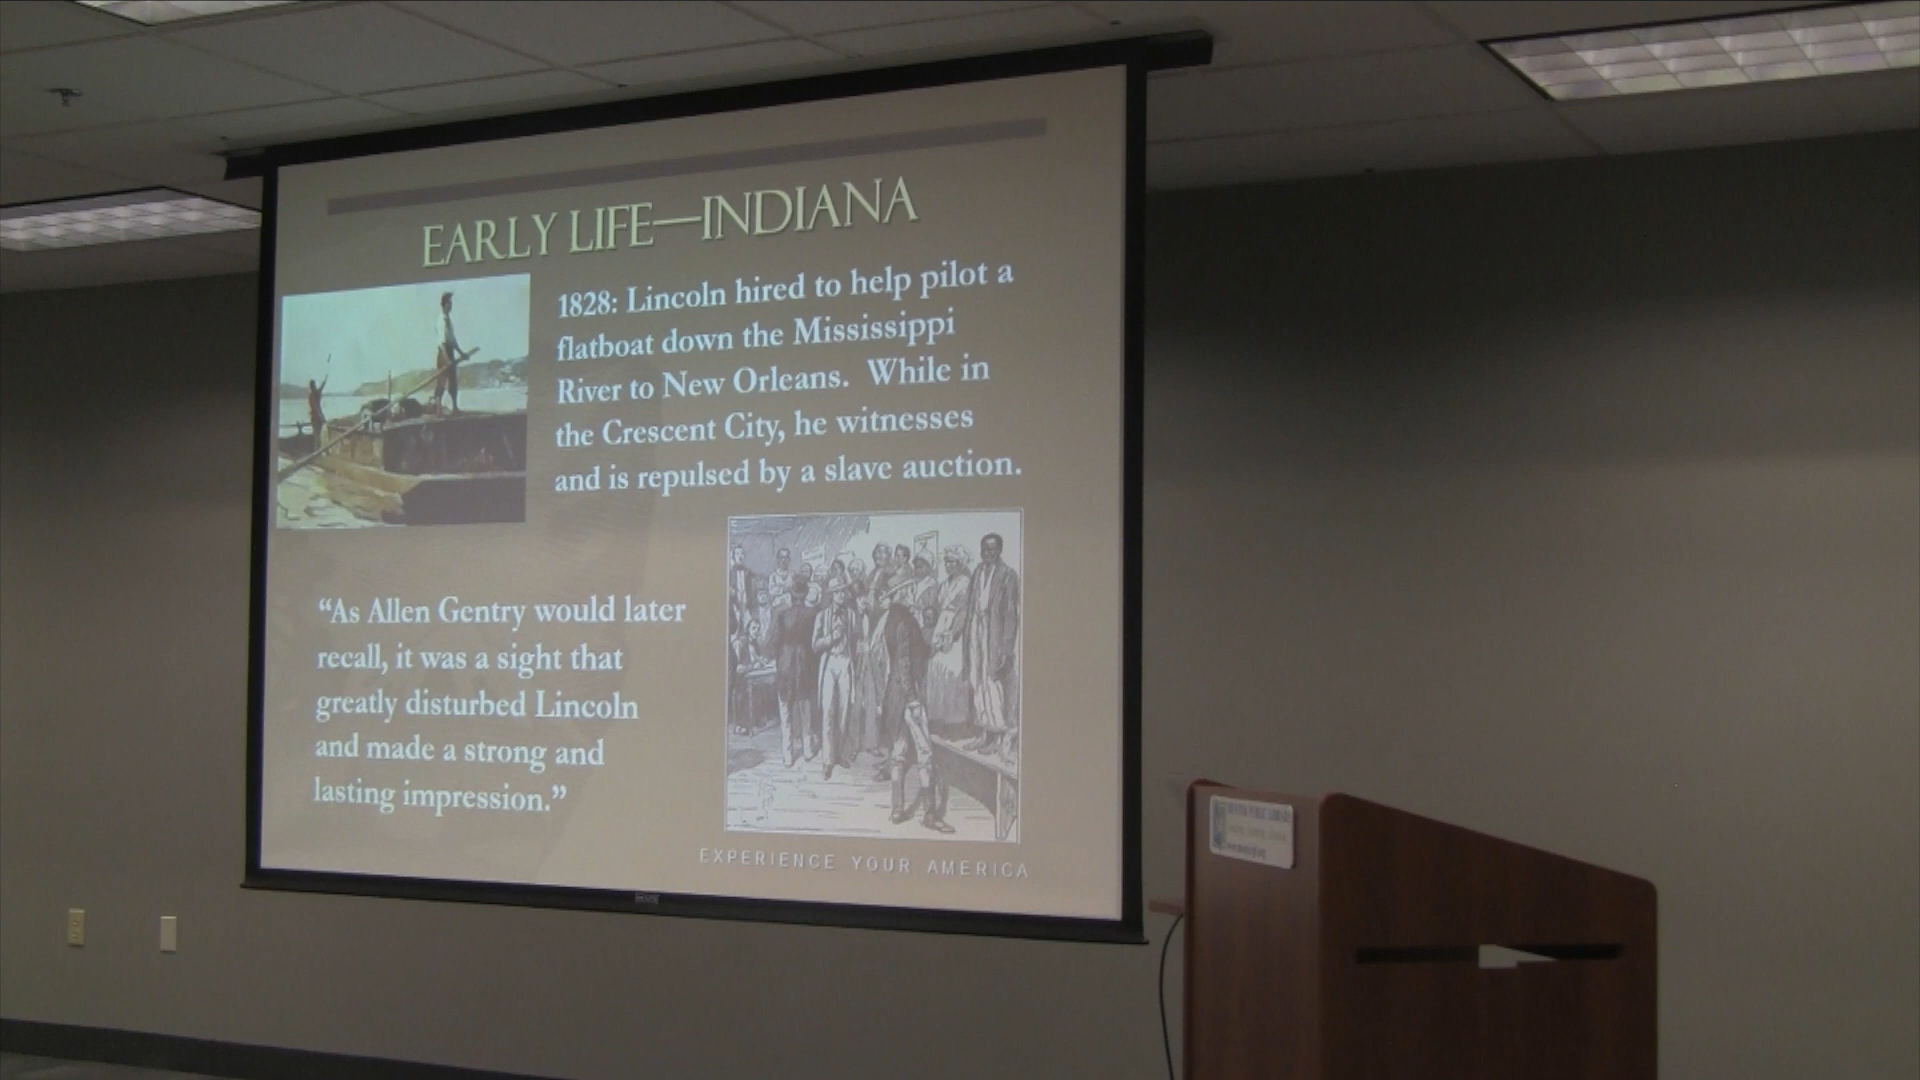 EARLY LIFE—INDIANA
1828: Lincoln hired to help pilot a
flatboat down the Mississippi
River to New Orleans. While in
the Crescent City, he witnesses
and is repulsed by a slave auction.
“As Allen Gentry would later
recall, it was a sight that
greatly disturbed Lincoln
and made a strong and
lasting impression.”
EXPERIENCE YOUR AMERICA
PUBLIC LIBRARY